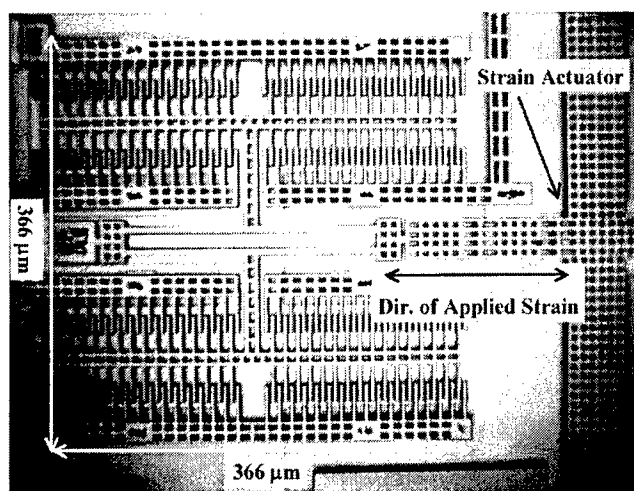 Strain Actuator
366 μm
Dir. of Applied Strain
366 μm